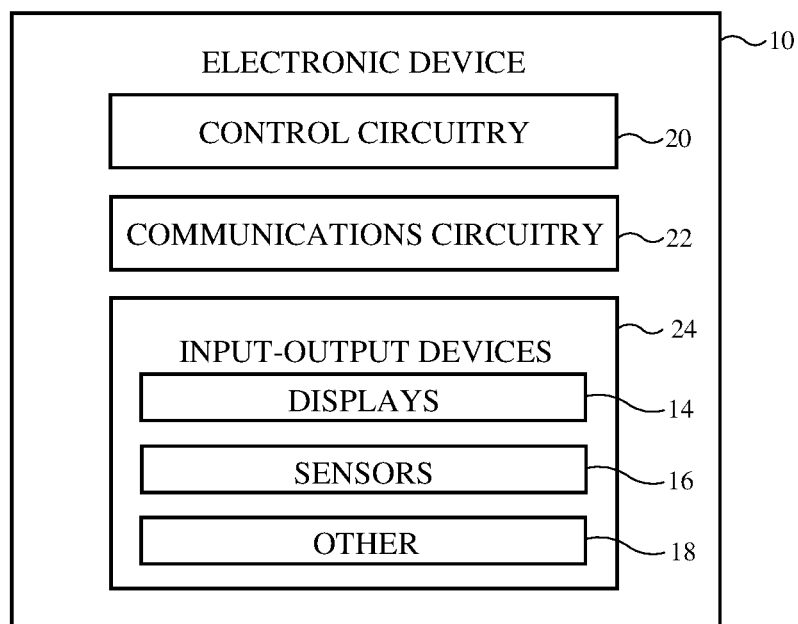 10
ELECTRONIC DEVICE
CONTROL CIRCUITRY
20
COMMUNICATIONS CIRCUITRY
22
24
INPUT-OUTPUT DEVICES
DISPLAYS
14
SENSORS
16
OTHER
18